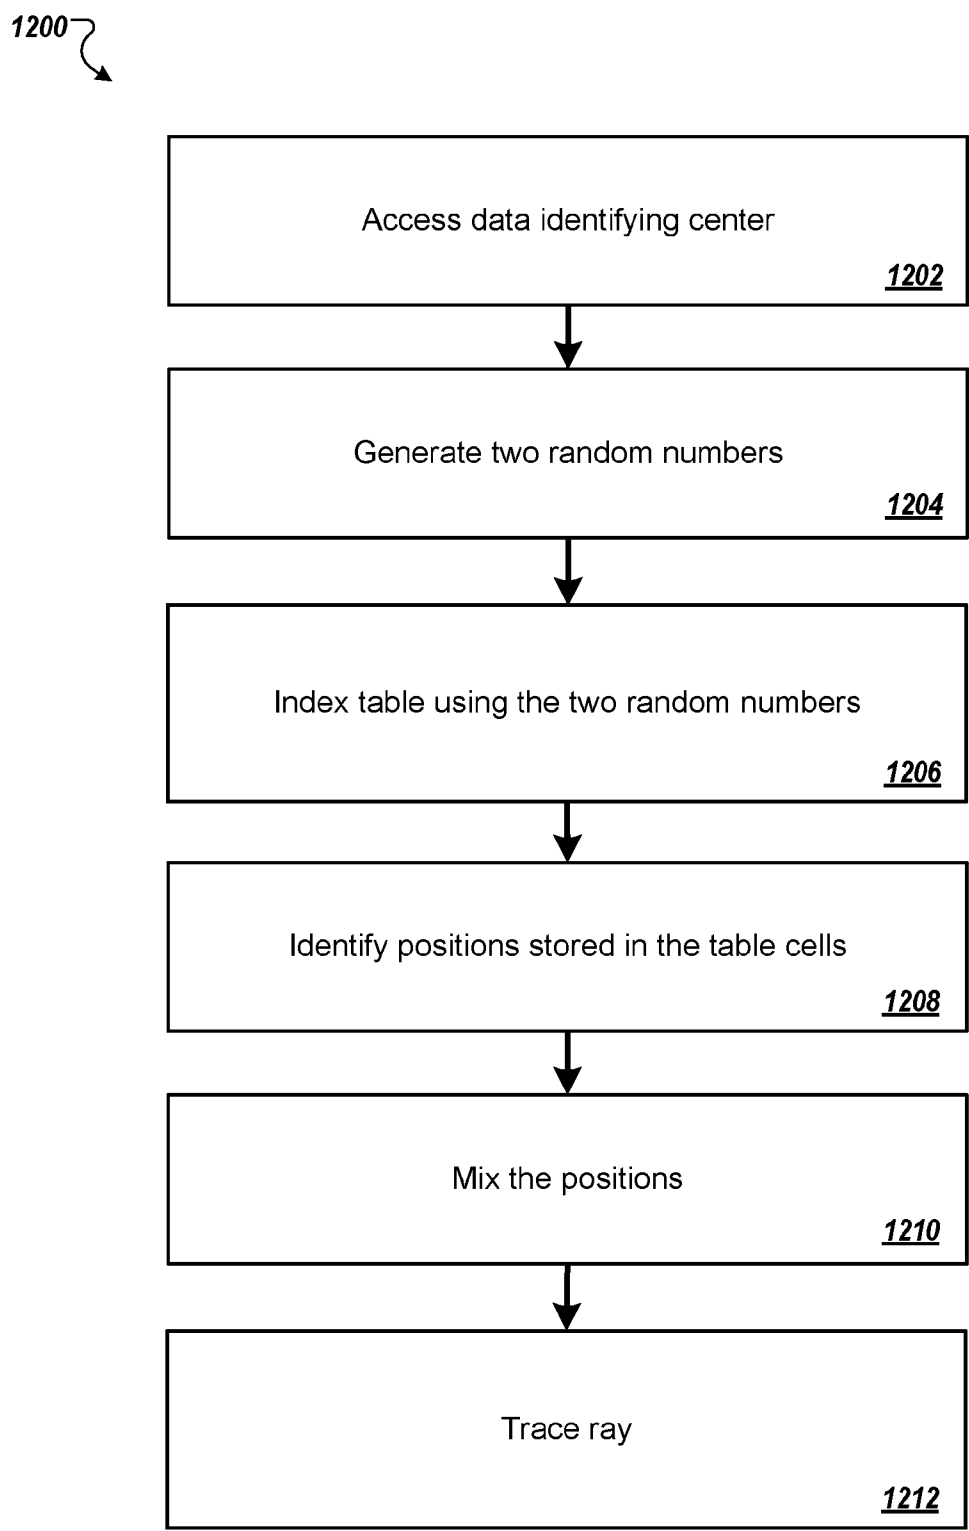 1200
Access data identifying center
1202
Generate two random numbers
1204
Index table using the two random numbers
1206
Identify positions stored in the table cells
1208
Mix the positions
1210
Trace ray
1212